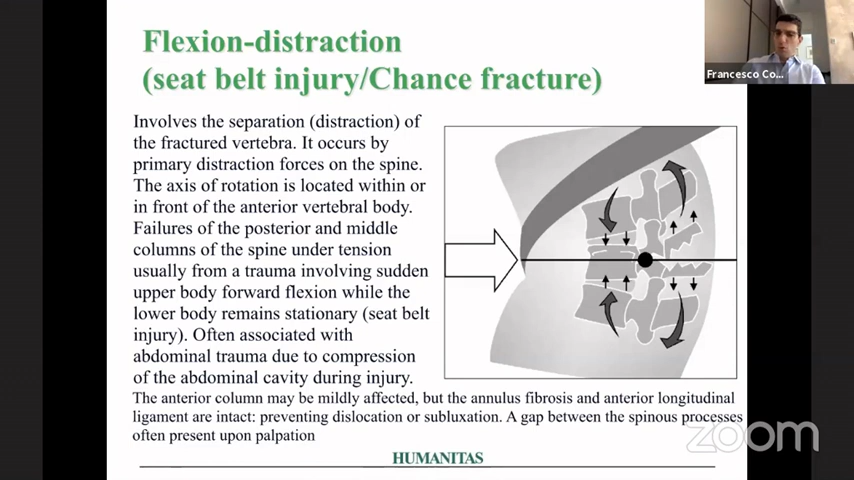 Flexion-distraction
(seat belt injury/Chance fracture)
Francesco Co...
Involves the separation (distraction) of
the fractured vertebra. It occurs by
primary distraction forces on the spine.
The axis of rotation is located within or
in front of the anterior vertebral body.
Failures of the posterior and middle
columns of the spine under tension
usually from a trauma involving sudden
upper body forward flexion while the
lower body remains stationary (seat belt
injury). Often associated with
abdominal trauma due to compression
of the abdominal cavity during injury.
The anterior column may be mildly affected, but the annulus fibrosis and anterior longitudinal
ligament are intact: preventing dislocation or subluxation. A gap between the spinous processes
often present upon palpation
zoom
HUMANITAS